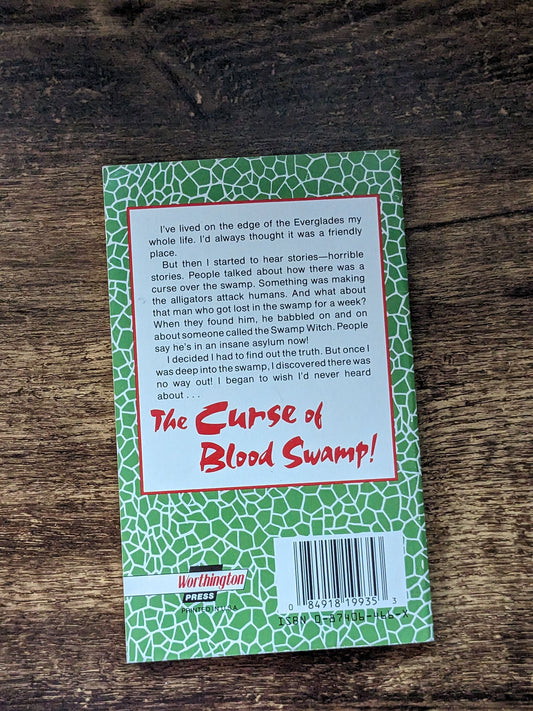 I've lived on the edge of the Everglades my
whole life. I'd always thought it was a friendly
place.
But then I started to hear stories—horrible
stories. People talked about how there was a
curse over the swamp. Something was making
the alligators attack humans. And what about
that man who got lost in the swamp for a week?
When they found him, he babbled on and on
about someone called the Swamp Witch. People
say he's in an insane asylum now!
I decided I had to find out the truth. But once I
was deep into the swamp, I discovered there was
no way out! I began to wish I'd never heard
about . . .
The Curse of
Blood Swamp!
Worthington
PRESS
PRINTED IN U.S.A.
0 84918 19935 3
ISBN 0-87406-466-X